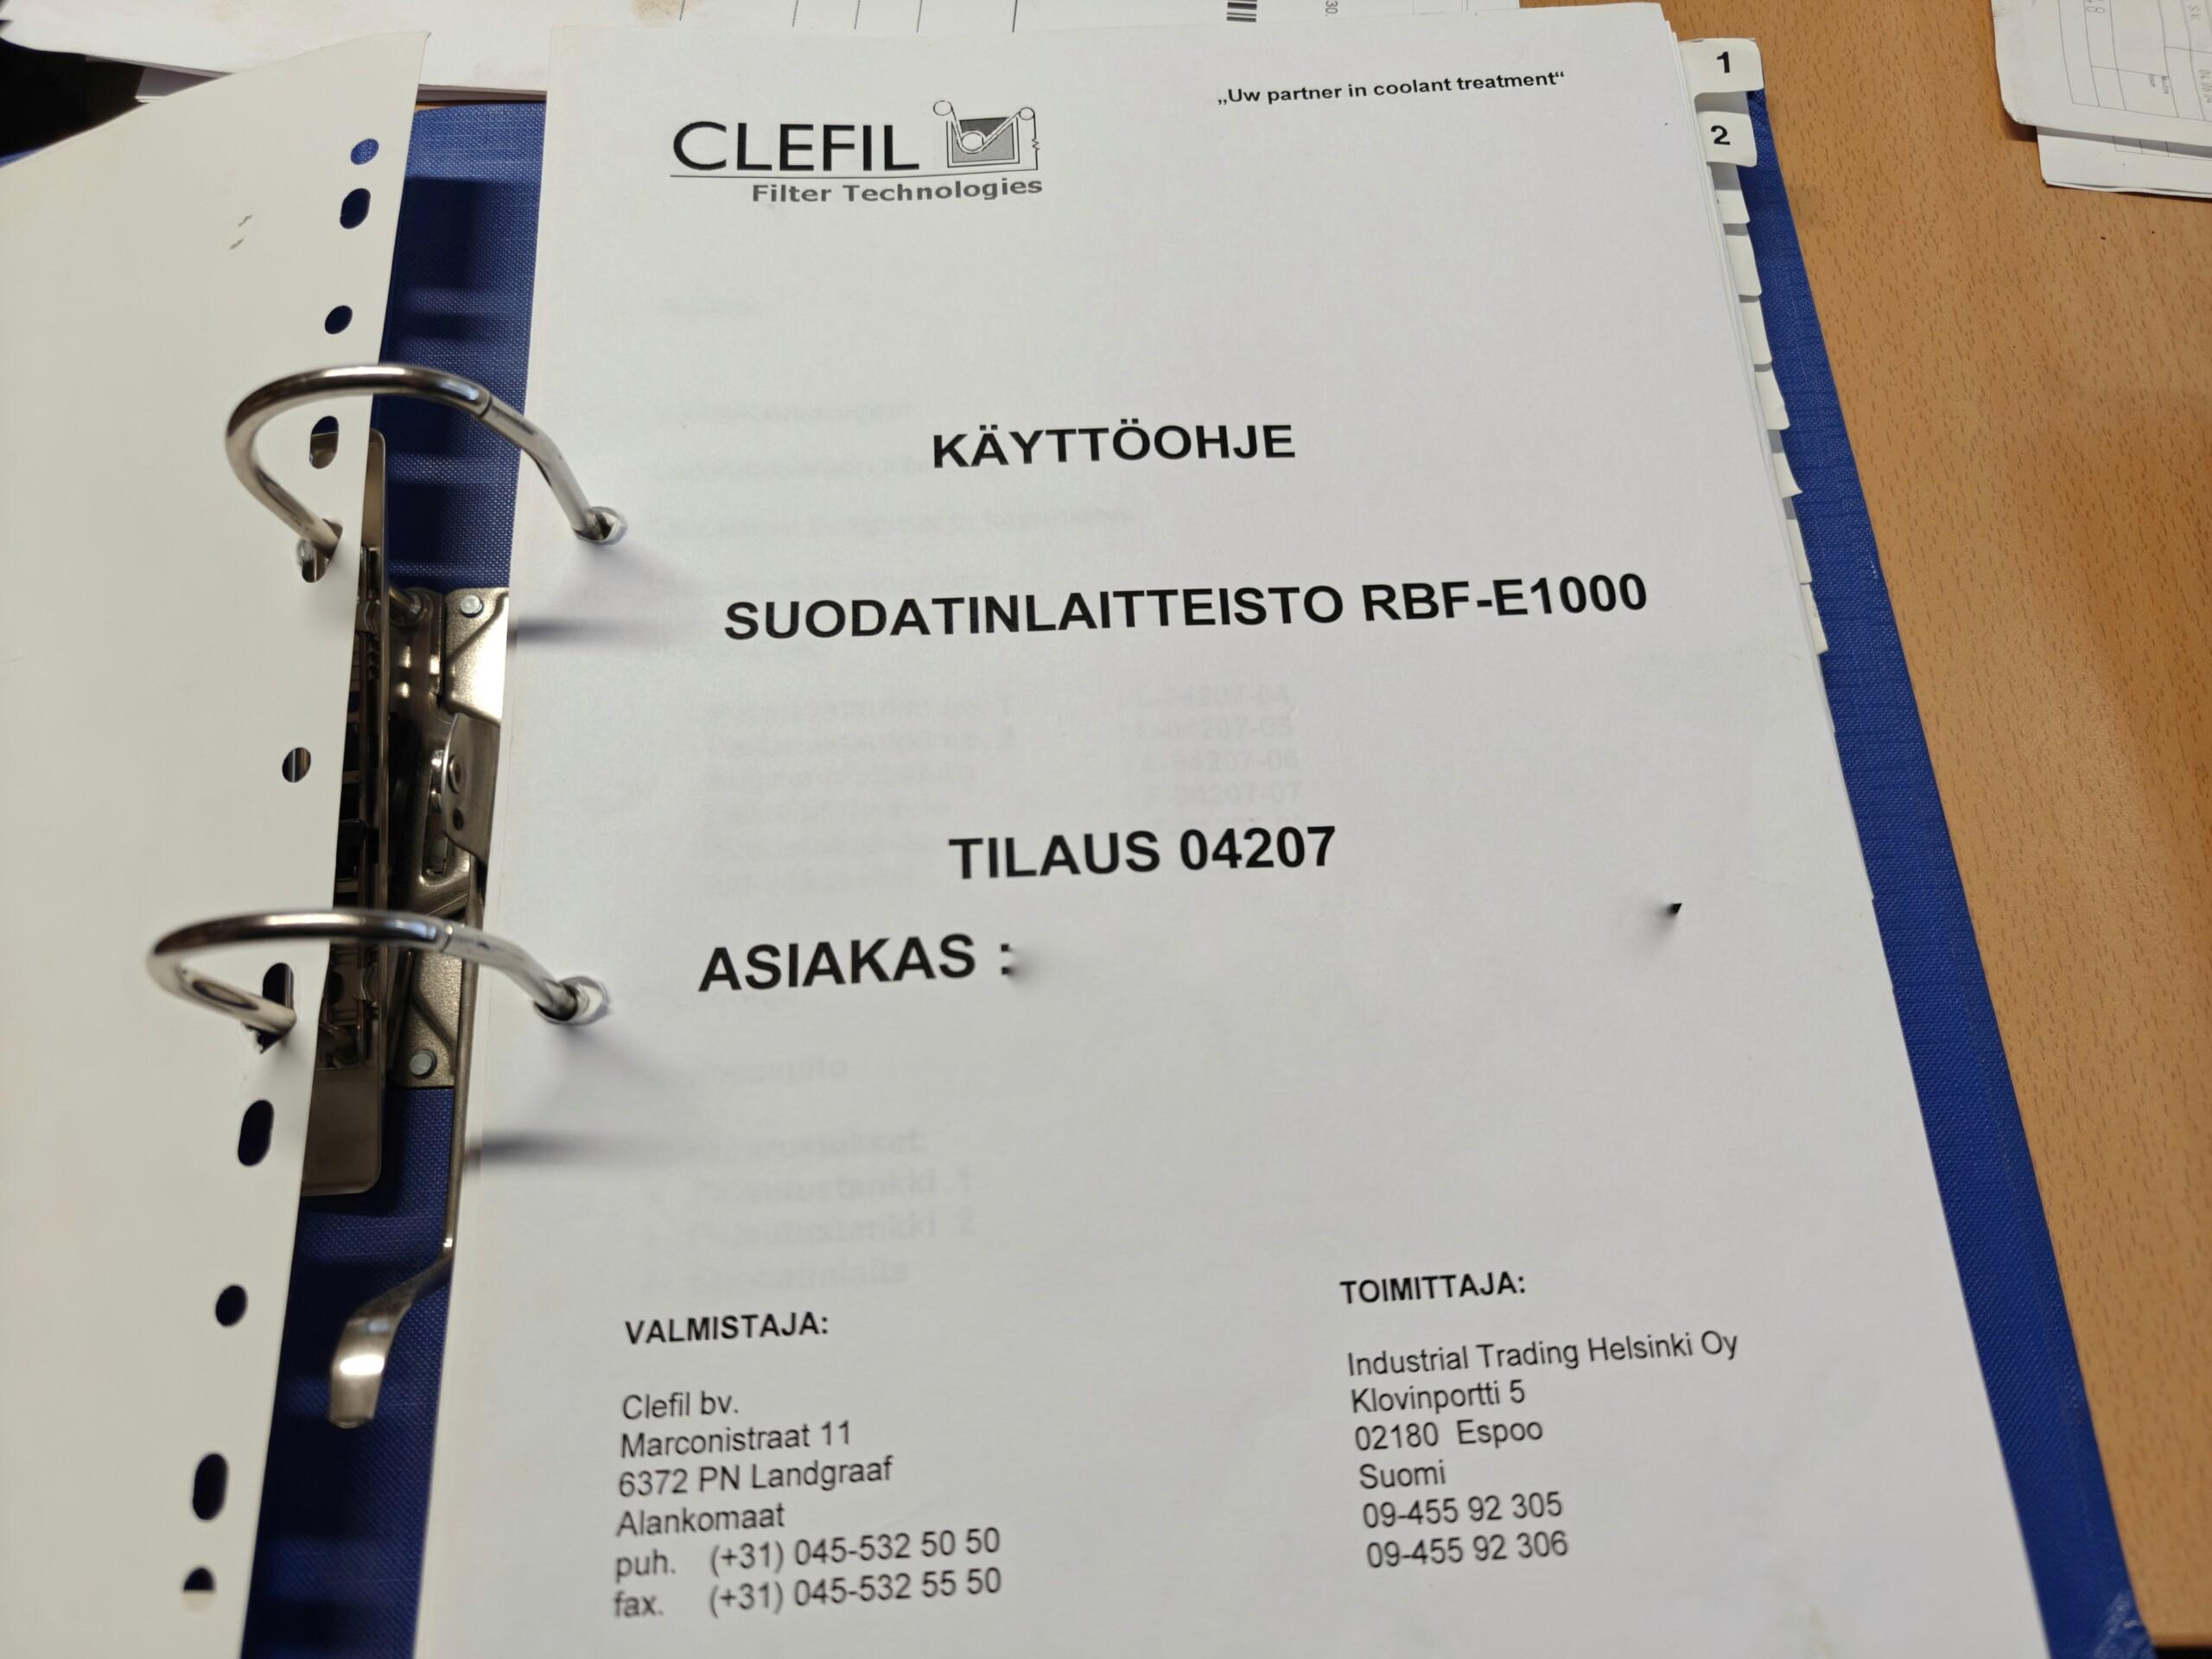 „Uw partner in coolant treatment“
CLEFIL
Filter Technologies
1
2
KÄYTTÖOHJE
SUODATINLAITTEISTO RBF-E1000
TILAUS 04207
ASIAKAS :
VALMISTAJA:
Clefil bv.
Marconistraat 11
6372 PN Landgraaf
Alankomaat
puh. (+31) 045-532 50 50
fax. (+31) 045-532 55 50
TOIMITTAJA:
Industrial Trading Helsinki Oy
Klovinportti 5
02180 Espoo
Suomi
09-455 92 305
09-455 92 306